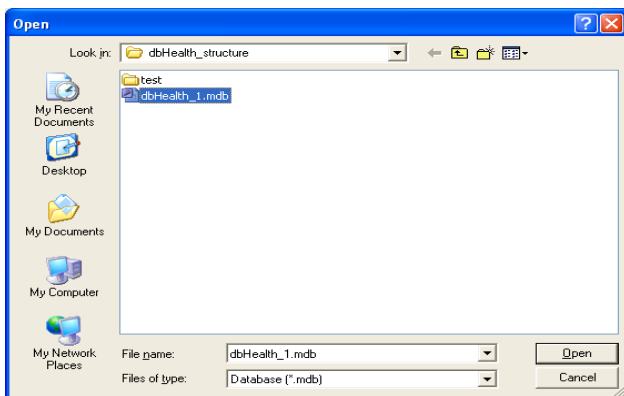 Open
Look in: dbHealth_structure
test
dbHealth_1.mdb
My Recent
Documents
Desktop
My Documents
My Computer
My Network
Places
File name: dbHealth_1.mdb Open
Files of type: Database (*.mdb) Cancel